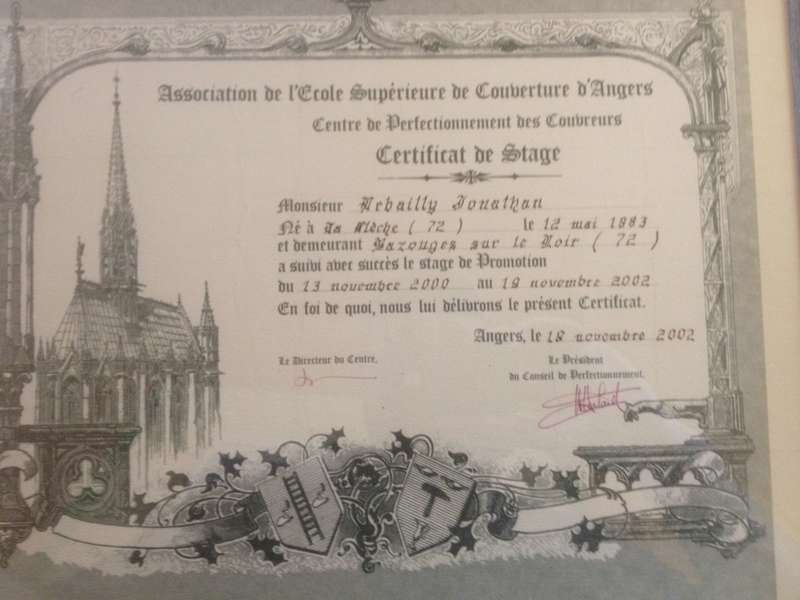 Association de l'Ecole Supérieure de Couverture d'Angers
Centre de Perfectionnement des Couvreurs
Certificat de Stage
Monsieur Jonathan
Né à La Flèche ( 72 ) le 12 mai 1983
et demeurant Bazouges sur le Loir ( 72 )
a suivi avec succès le stage de Promotion
du 13 novembre 2000 au 19 novembre 2002
En foi de quoi, nous lui délivrons le présent Certificat.
Angers, le 18 novembre 2002
Le Directeur du Centre,
Le Président
du Conseil de Perfectionnement,